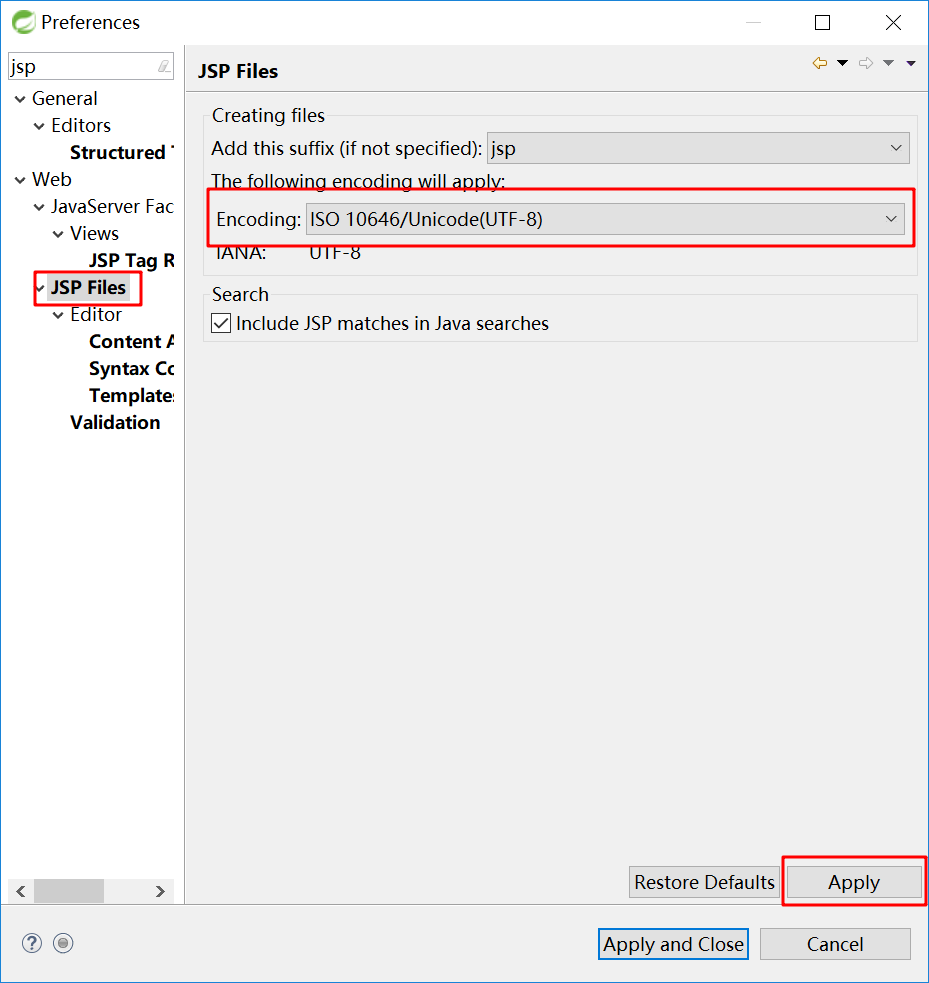 Preferences
jsp
General
Editors
Structured
Web
JavaServer Fac
Views
JSP Tag R
JSP Files
Editor
Content A
Syntax Co
Templates
Validation
JSP Files
Creating files
Add this suffix (if not specified): jsp
The following encoding will apply:
Encoding: ISO 10646/Unicode(UTF-8)
IANA: UTF-8
Search
Include JSP matches in Java searches
Restore Defaults Apply
Apply and Close Cancel